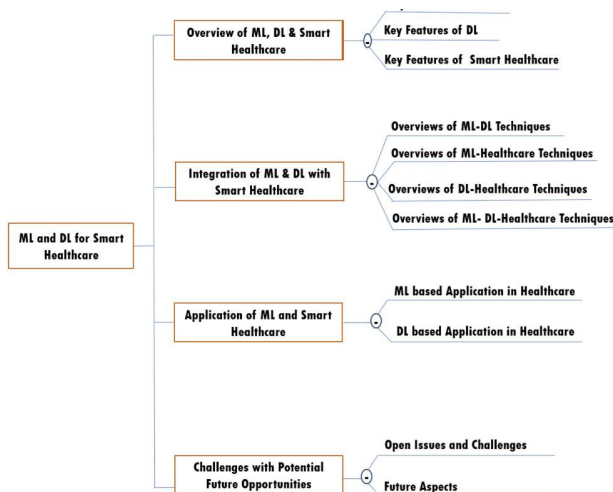 Overview of ML, DL & Smart
Healthcare
Key Features of DL
Key Features of Smart Healthcare
Overviews of ML-DL Techniques
Overviews of ML-Healthcare Techniques
Integration of ML & DL with
Smart Healthcare
Overviews of DL-Healthcare Techniques
Overviews of ML- DL-Healthcare Techniques
ML and DL for Smart
Healthcare
ML based Application in Healthcare
Application of ML and Smart
Healthcare
DL based Application in Healthcare
Open Issues and Challenges
Challenges with Potential
Future Opportunities
Future Aspects